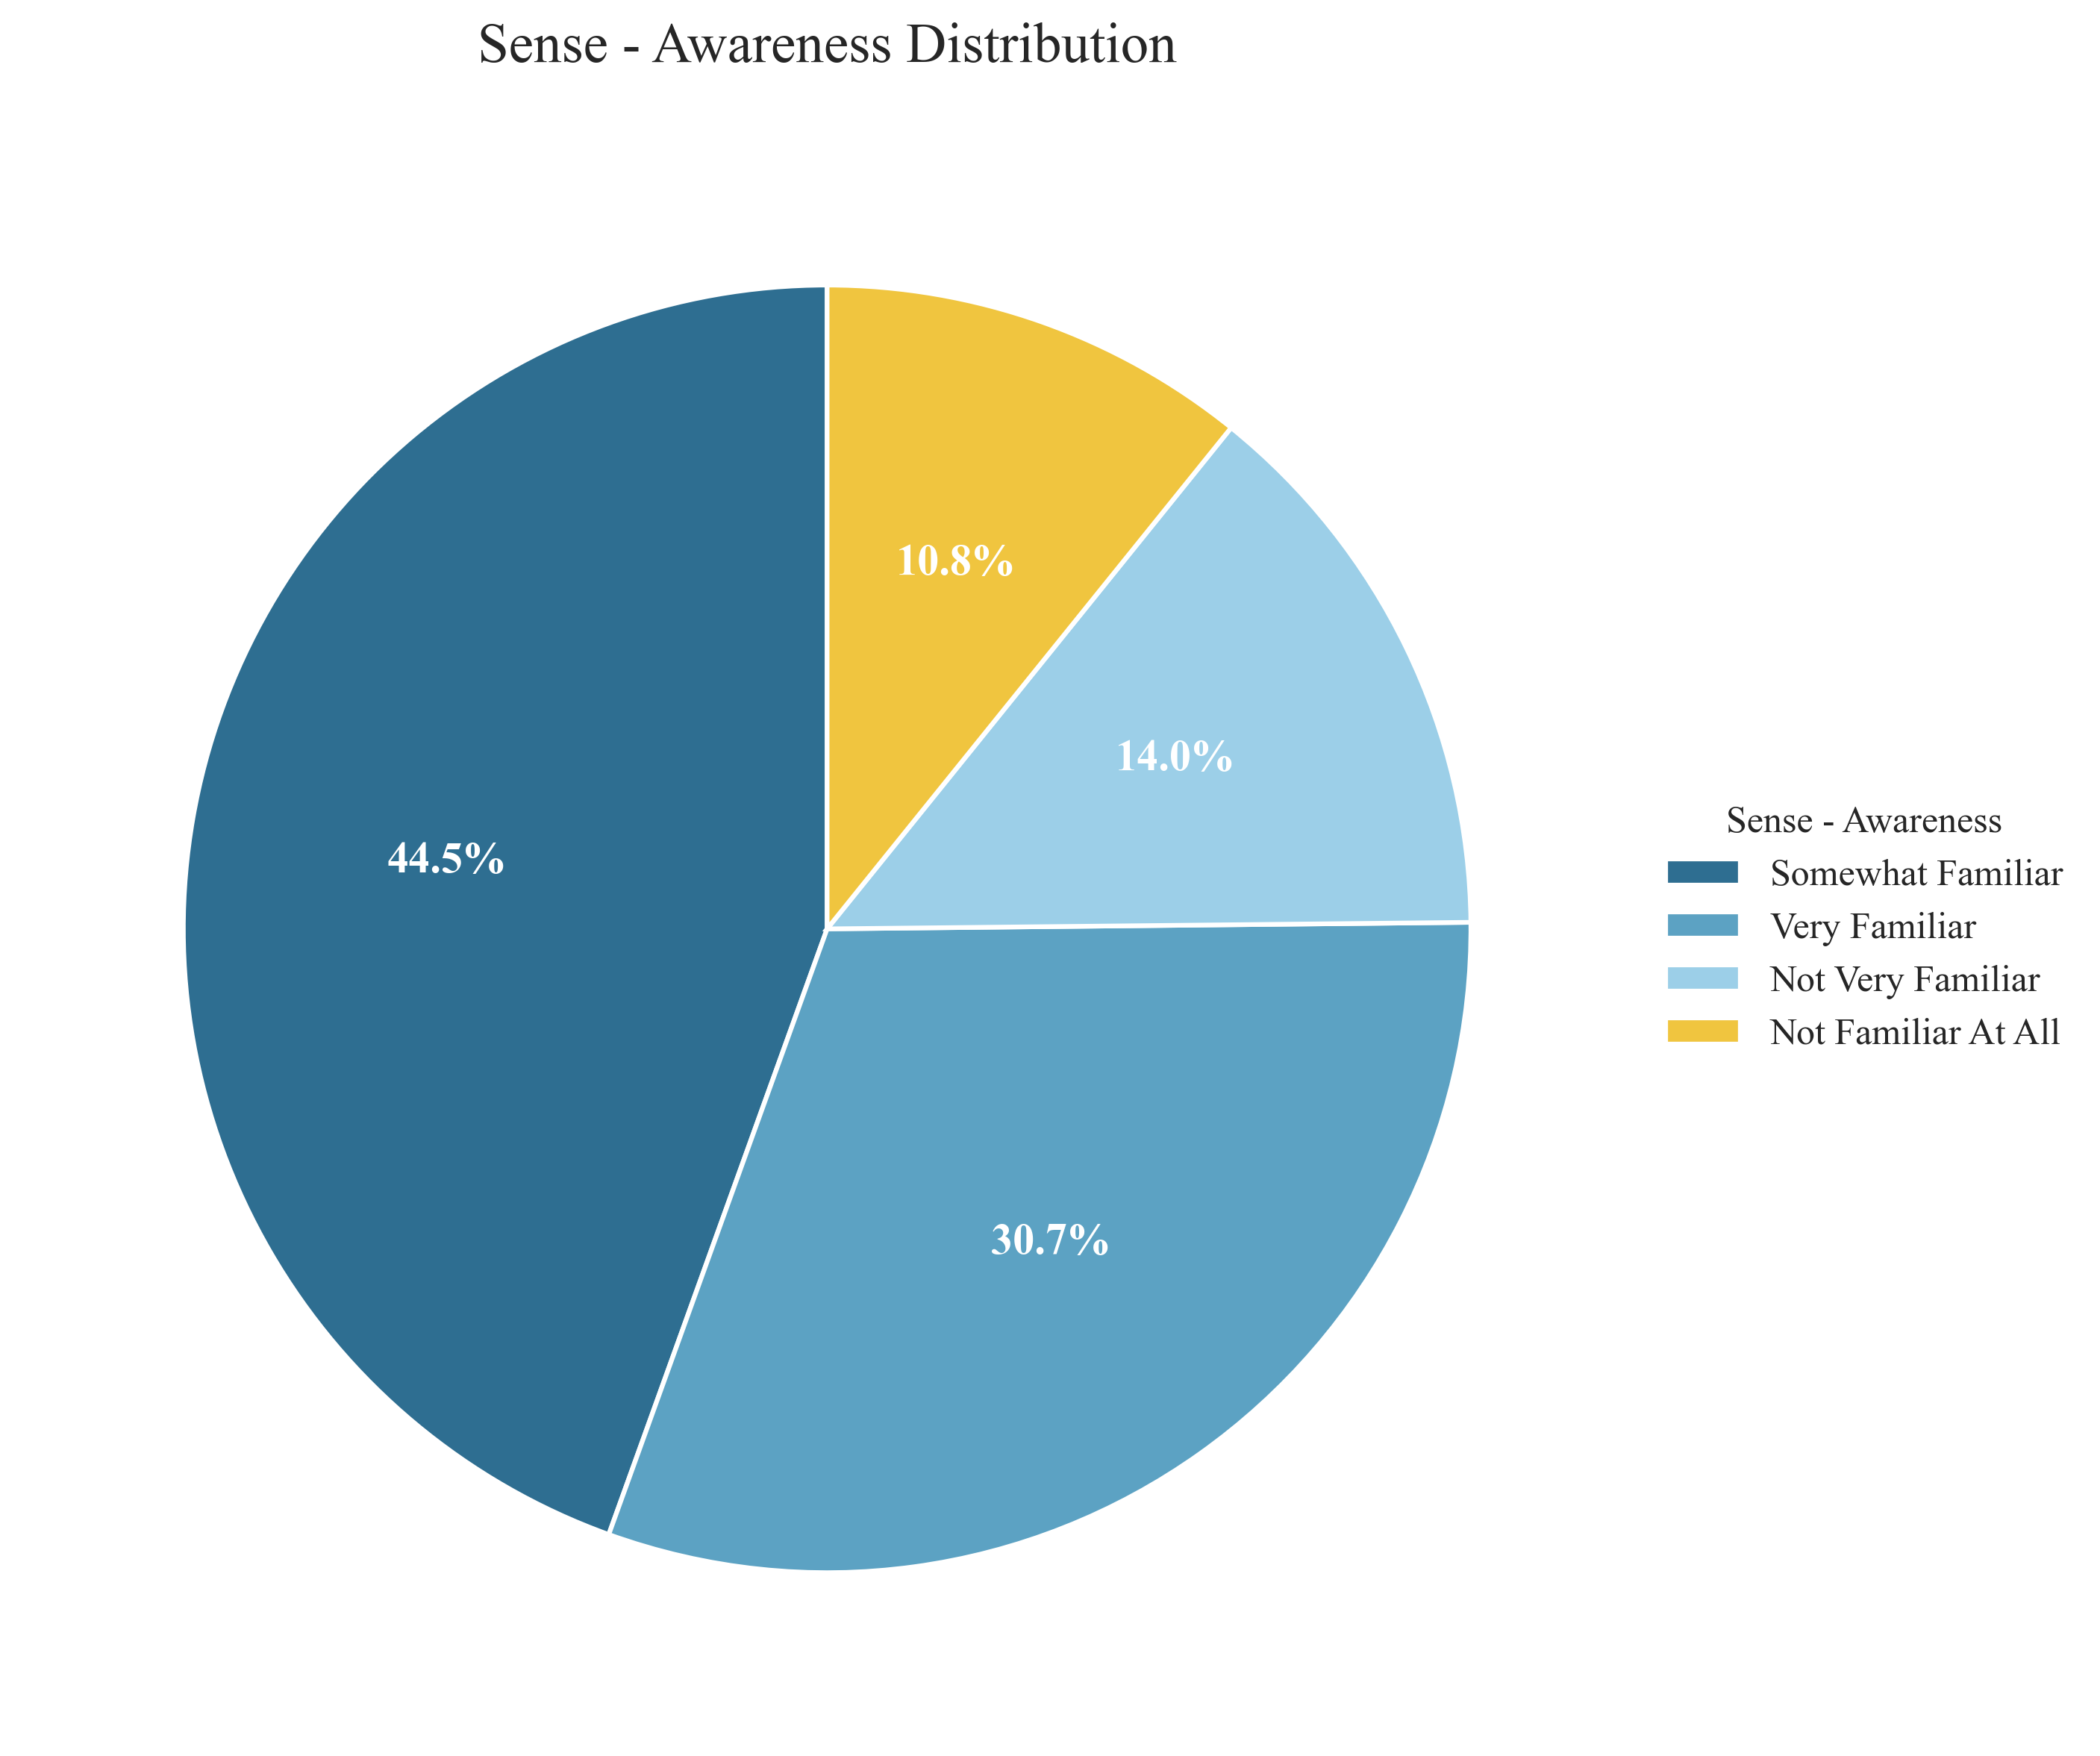 Sense - Awareness Distribution
10.8%
14.0%
44.5%
30.7%
Sense - Awareness
Somewhat Familiar
Very Familiar
Not Very Familiar
Not Familiar At All